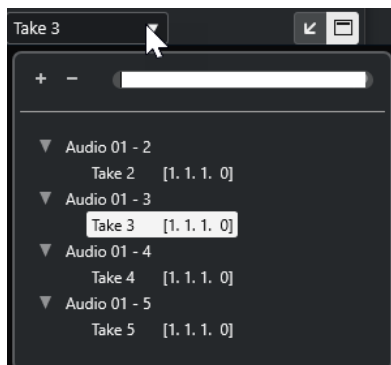 Take 3
+ −
Audio 01 - 2
Take 2 [1. 1. 1. 0]
Audio 01 - 3
Take 3 [1. 1. 1. 0]
Audio 01 - 4
Take 4 [1. 1. 1. 0]
Audio 01 - 5
Take 5 [1. 1. 1. 0]